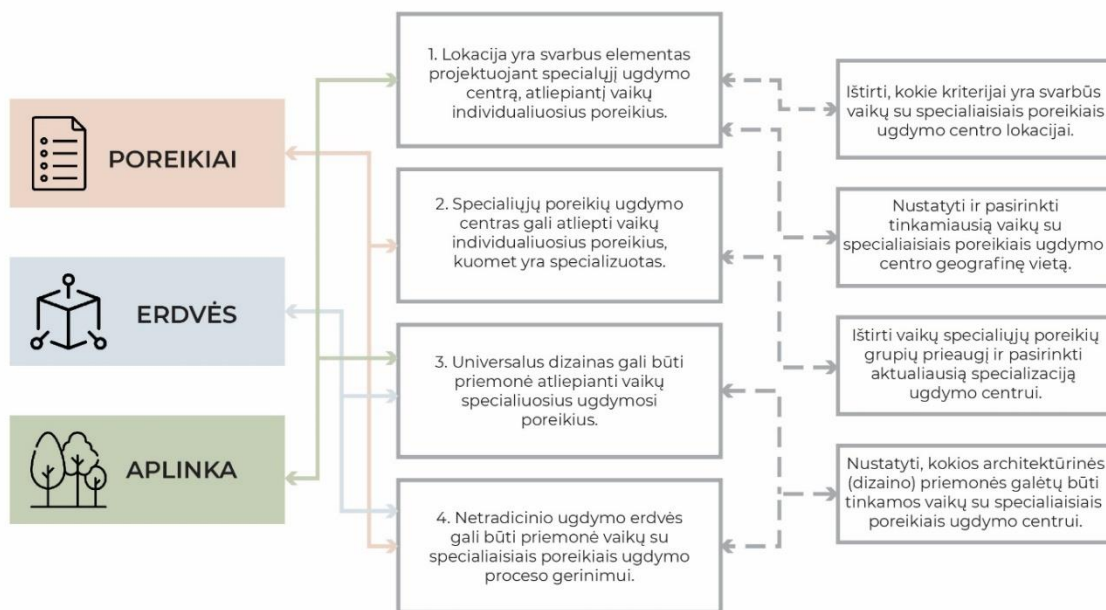 POREIKIAI
ERDVĖS
APLINKA
1. Lokacija yra svarbus elementas
projektuojant specialųjį ugdymo
centrą, atliepiantį vaikų
individualiuosius poreikius.
2. Specialiųjų poreikių ugdymo
centras gali atliepti vaikų
individualiuosius poreikius,
kuomet yra specializuotas.
3. Universalus dizainas gali būti
priemonė atliepianti vaikų
specialiuosius ugdymosi
poreikius.
4. Netradicinio ugdymo erdvės
gali būti priemonė vaikų su
specialiaisiais poreikiais ugdymo
proceso gerinimui.
Ištirti, kokie kriterijai yra svarbūs
vaikų su specialiaisiais poreikiais
ugdymo centro lokacijai.
Nustatyti ir pasirinkti
tinkamiausią vaikų su
specialiaisiais poreikiais ugdymo
centro geografinę vietą.
Ištirti vaikų specialiųjų poreikių
grupių prieaugį ir pasirinkti
aktualiausią specializaciją
ugdymo centrui.
Nustatyti, kokios architektūrinės
(dizaino) priemonės galėtų būti
tinkamos vaikų su specialiaisiais
poreikiais ugdymo centrui.